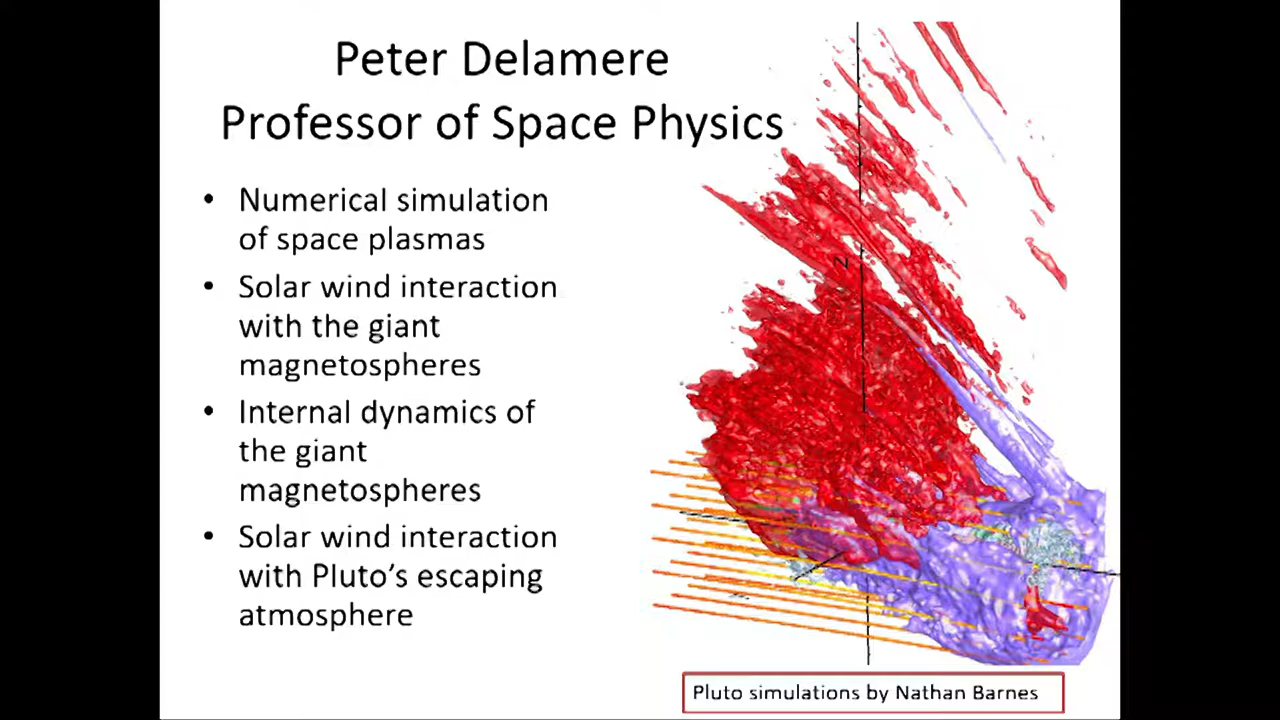 Peter Delamere
Professor of Space Physics
• Numerical simulation
of space plasmas
• Solar wind interaction
with the giant
magnetospheres
• Internal dynamics of
the giant
magnetospheres
• Solar wind interaction
with Pluto’s escaping
atmosphere
Z
Pluto simulations by Nathan Barnes